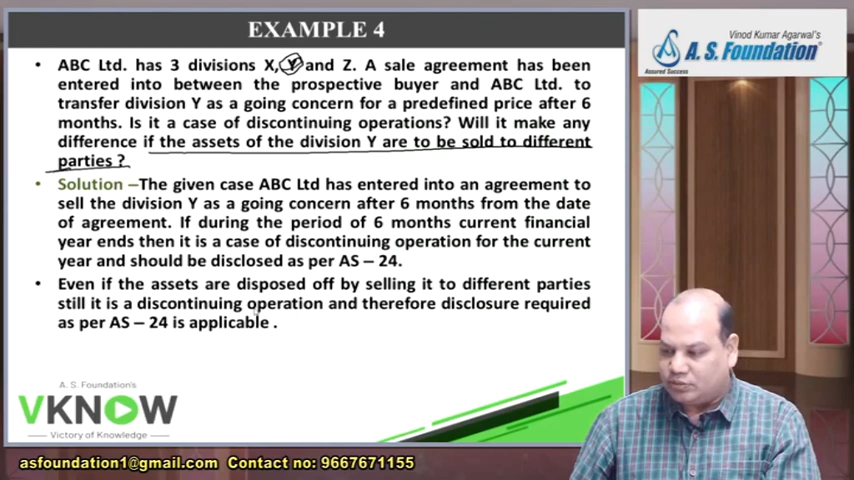 EXAMPLE 4
Vinod Kumar Agarwal's
A. S. Foundation
Assured Success
• ABC Ltd. has 3 divisions X, Y and Z. A sale agreement has been
entered into between the prospective buyer and ABC Ltd. to
transfer division Y as a going concern for a predefined price after 6
months. Is it a case of discontinuing operations? Will it make any
difference if the assets of the division Y are to be sold to different
parties ?
• Solution –The given case ABC Ltd has entered into an agreement to
sell the division Y as a going concern after 6 months from the date
of agreement. If during the period of 6 months current financial
year ends then it is a case of discontinuing operation for the current
year and should be disclosed as per AS – 24.
• Even if the assets are disposed off by selling it to different parties
still it is a discontinuing operation and therefore disclosure required
as per AS – 24 is applicable .
A. S. Foundation's
VKNOW
Victory of Knowledge
asfoundation1@gmail.com Contact no: 9667671155